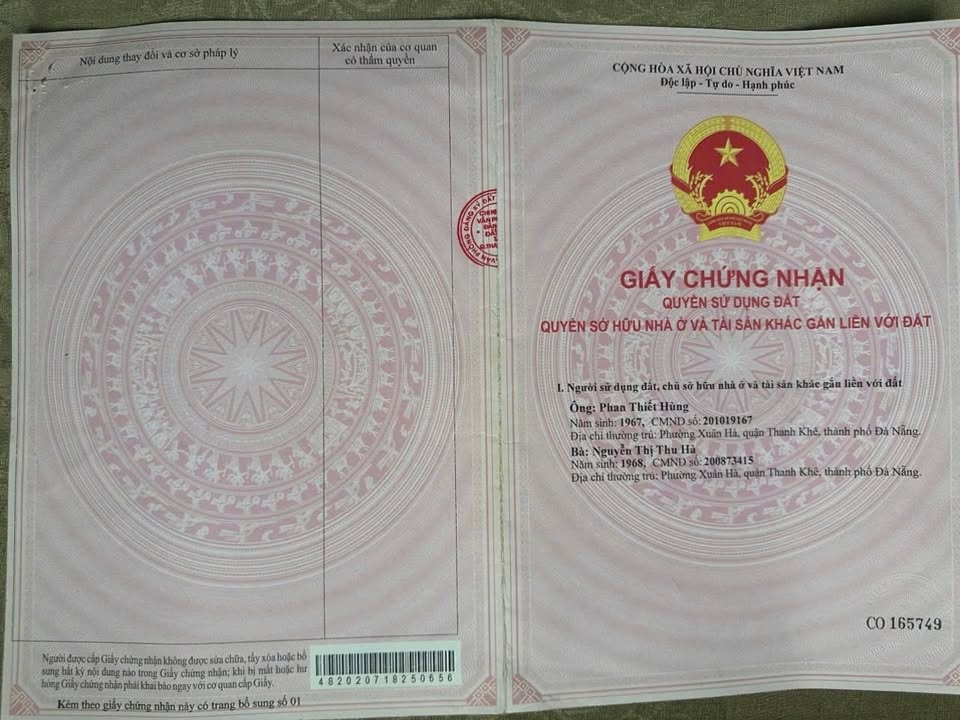 Nội dung thay đổi và cơ sở pháp lý
Xác nhận của cơ quan
có thẩm quyền
Người được cấp Giấy chứng nhận không được sửa chữa, tẩy xóa hoặc bổ
sung bất kỳ nội dung nào trong Giấy chứng nhận; khi bị mất hoặc hư
hỏng Giấy chứng nhận phải khai báo ngay với cơ quan cấp Giấy.
482020718250656
Kèm theo giấy chứng nhận này có trang bổ sung số 01
CỘNG HÒA XÃ HỘI CHỦ NGHĨA VIỆT NAM
Độc lập - Tự do - Hạnh phúc
GIẤY CHỨNG NHẬN
QUYỀN SỬ DỤNG ĐẤT
QUYỀN SỞ HỮU NHÀ Ở VÀ TÀI SẢN KHÁC GẮN LIỀN VỚI ĐẤT
I. Người sử dụng đất, chủ sở hữu nhà ở và tài sản khác gắn liền với đất
Ông: Phan Thiết Hùng
Năm sinh: 1967, CMND số: 201019167
Địa chỉ thường trú: Phường Xuân Hà, quận Thanh Khê, thành phố Đà Nẵng.
Bà: Nguyễn Thị Thu Hà
Năm sinh: 1968, CMND số: 200873415
Địa chỉ thường trú: Phường Xuân Hà, quận Thanh Khê, thành phố Đà Nẵng.
CO 165749